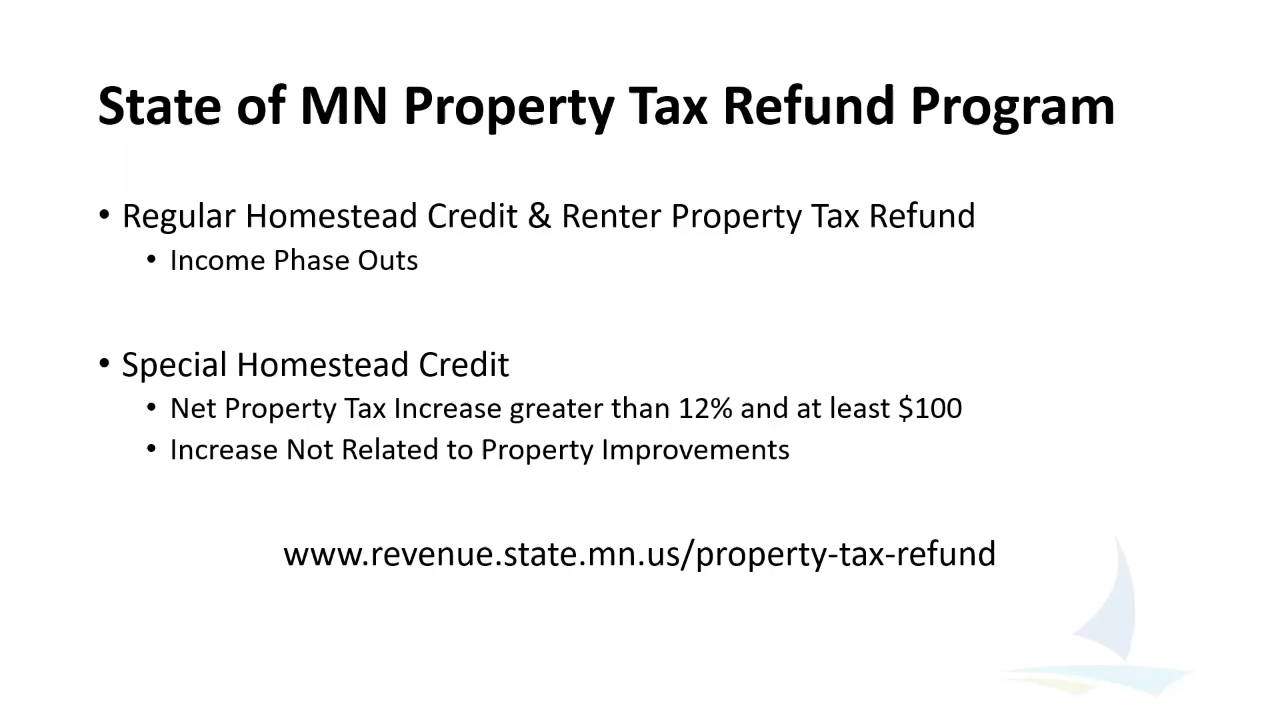 State of MN Property Tax Refund Program
• Regular Homestead Credit & Renter Property Tax Refund
• Income Phase Outs
• Special Homestead Credit
• Net Property Tax Increase greater than 12% and at least $100
• Increase Not Related to Property Improvements
www.revenue.state.mn.us/property-tax-refund